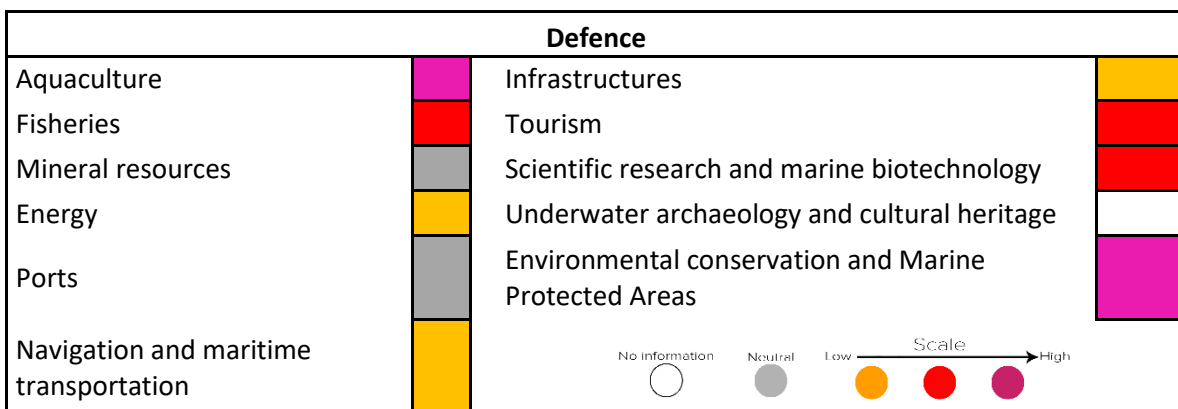 Defence
Aquaculture
Infrastructures
Fisheries
Tourism
Mineral resources
Scientific research and marine biotechnology
Energy
Underwater archaeology and cultural heritage
Ports
Environmental conservation and Marine
Protected Areas
Navigation and maritime
transportation
No information
Neutral
Low
Scale
High